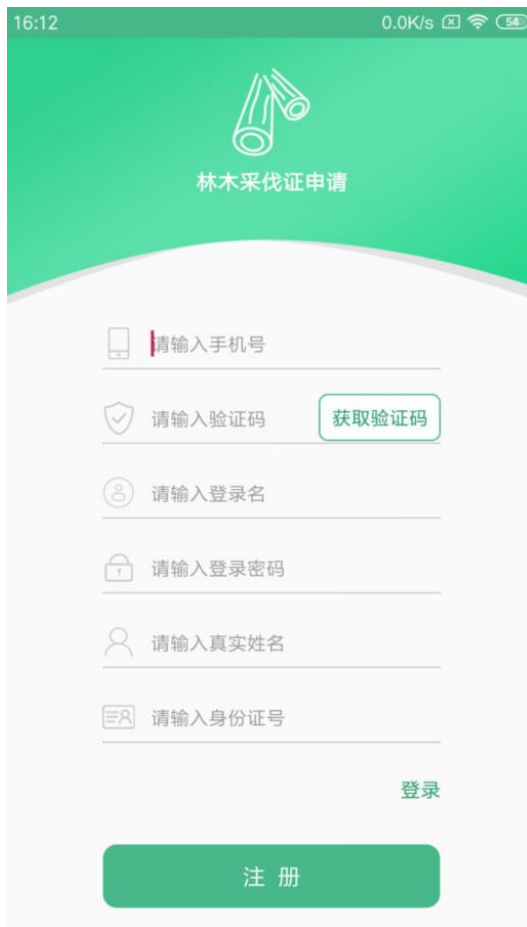 16:12 0.0K/s 54
林木采伐证申请
请输入手机号
请输入验证码 获取验证码
请输入登录名
请输入登录密码
请输入真实姓名
请输入身份证号
登录
注 册